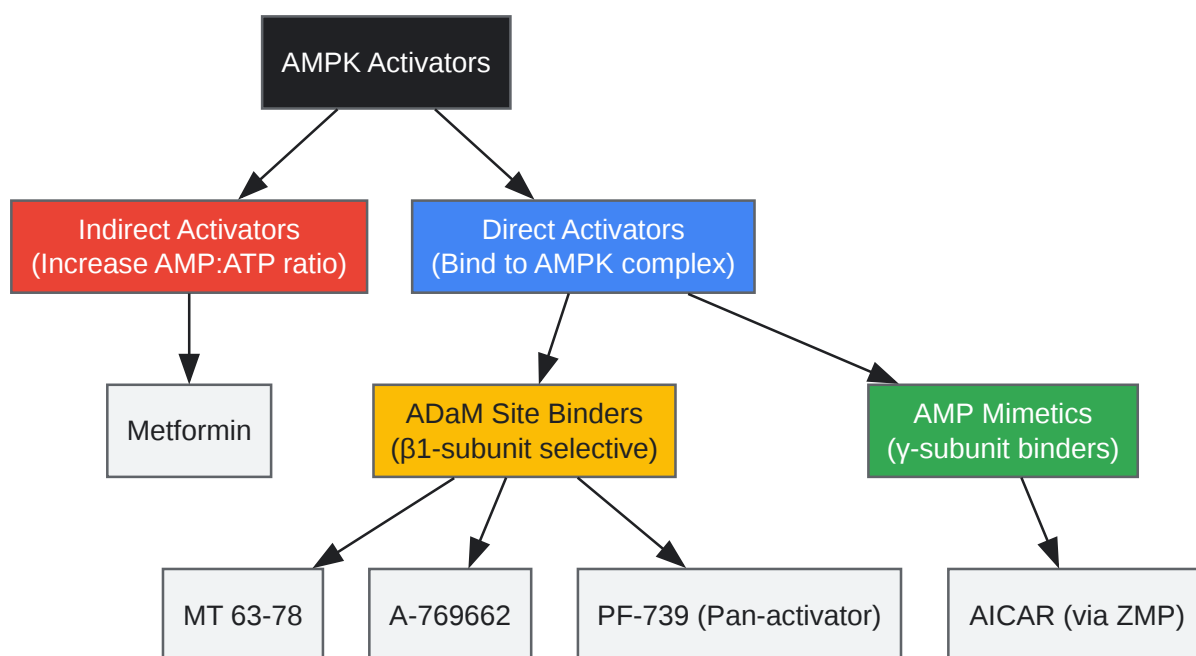 AMPK Activators
Indirect Activators
(Increase AMP:ATP ratio)
Direct Activators
(Bind to AMPK complex)
Metformin
ADaM Site Binders
(β1-subunit selective)
AMP Mimetics
(γ-subunit binders)
MT 63-78
A-769662
PF-739 (Pan-activator)
AICAR (via ZMP)